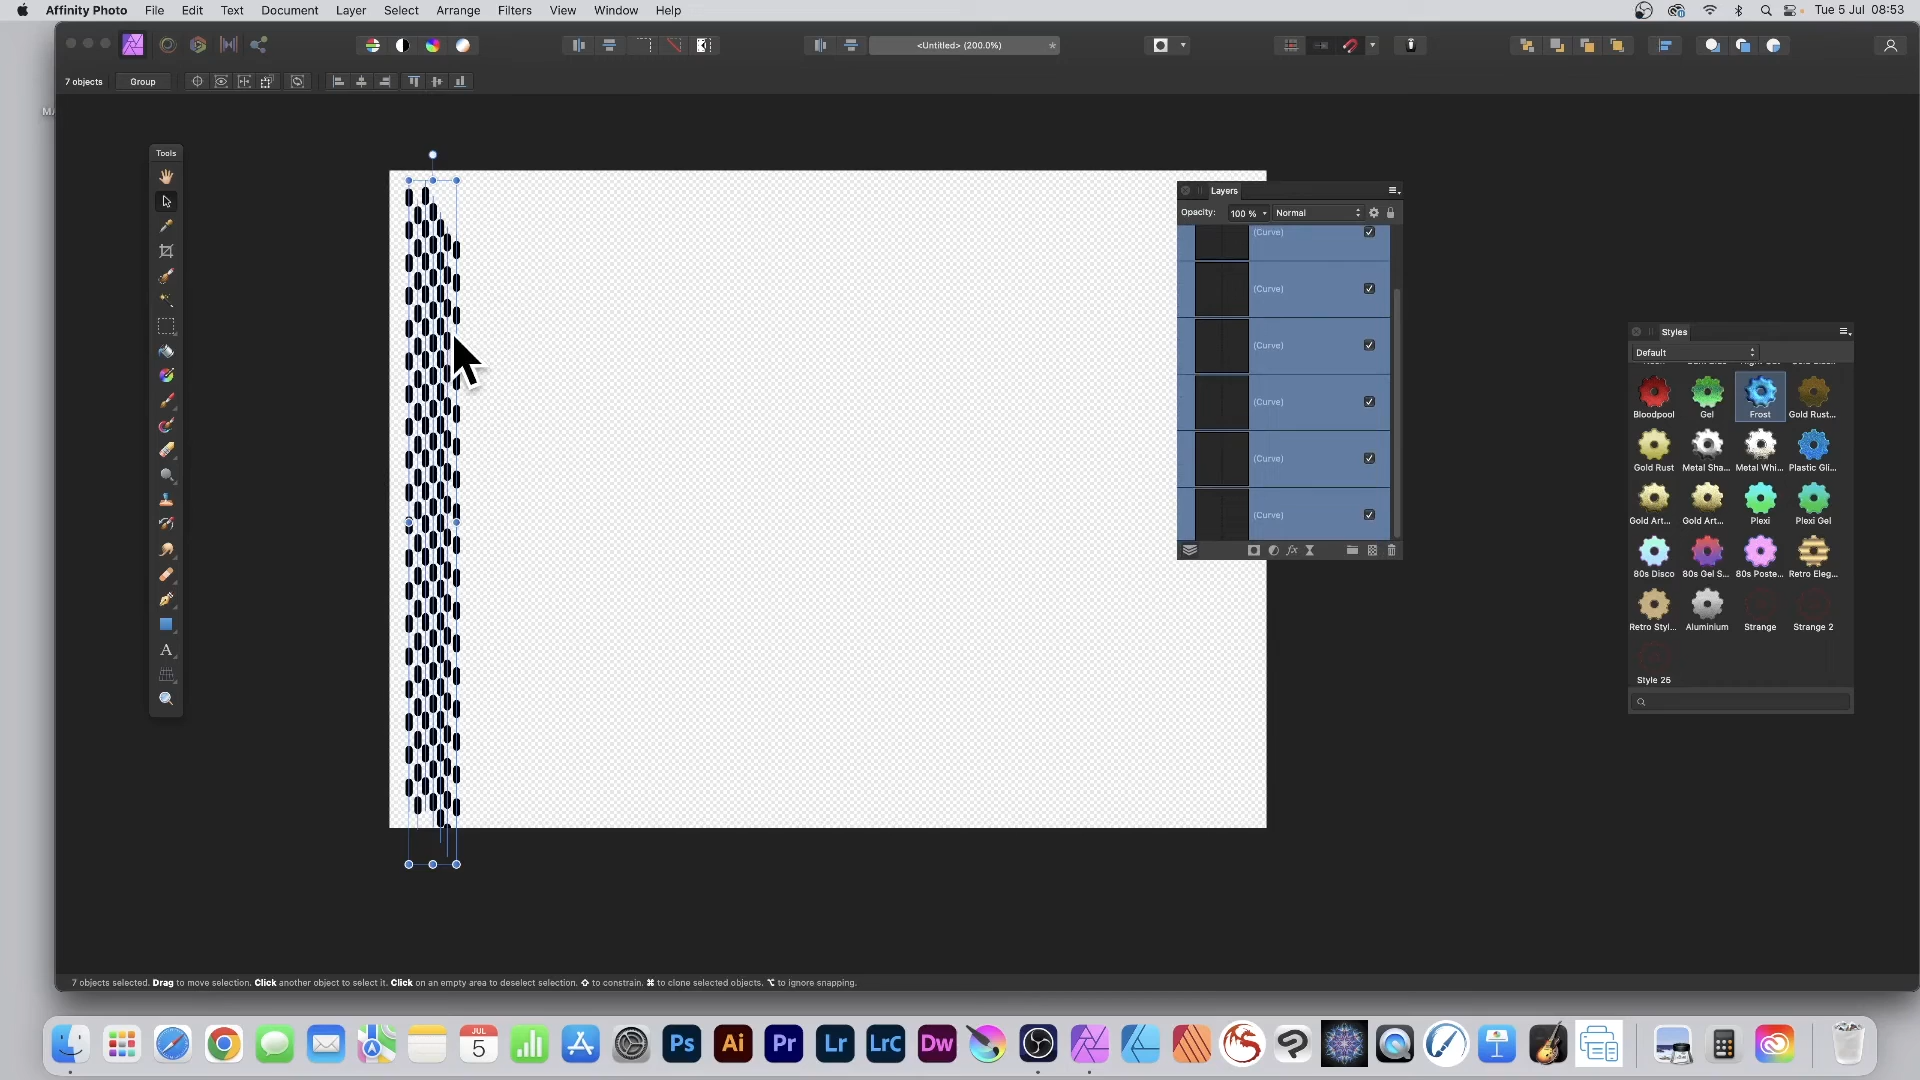 Affinity Photo File Edit Text Document Layer Select Arrange Filters View Window Help Tue 5 Jul 08:53
<Untitled> (200.0%)
7 objects Group
MA
Tools
Layers
Opacity: 100 % Normal
(Curve)
(Curve)
(Curve)
(Curve)
(Curve)
(Curve)
Styles
Default
Bloodpool Gel Frost Gold Rust...
Gold Rust Metal Sha... Metal Whi... Plastic Gli...
Gold Art... Gold Art... Plexi Plexi Gel
80s Disco 80s Gel S... 80s Poste... Retro Eleg...
Retro Styl... Aluminium Strange Strange 2
Style 25
A
7 objects selected. Drag to move selection. Click another object to select it. Click on an empty area to deselect selection. ⇧ to constrain. ⌘ to clone selected objects. ⌥ to ignore snapping.
JUL
5
Ps Ai Pr Lr LrC Dw